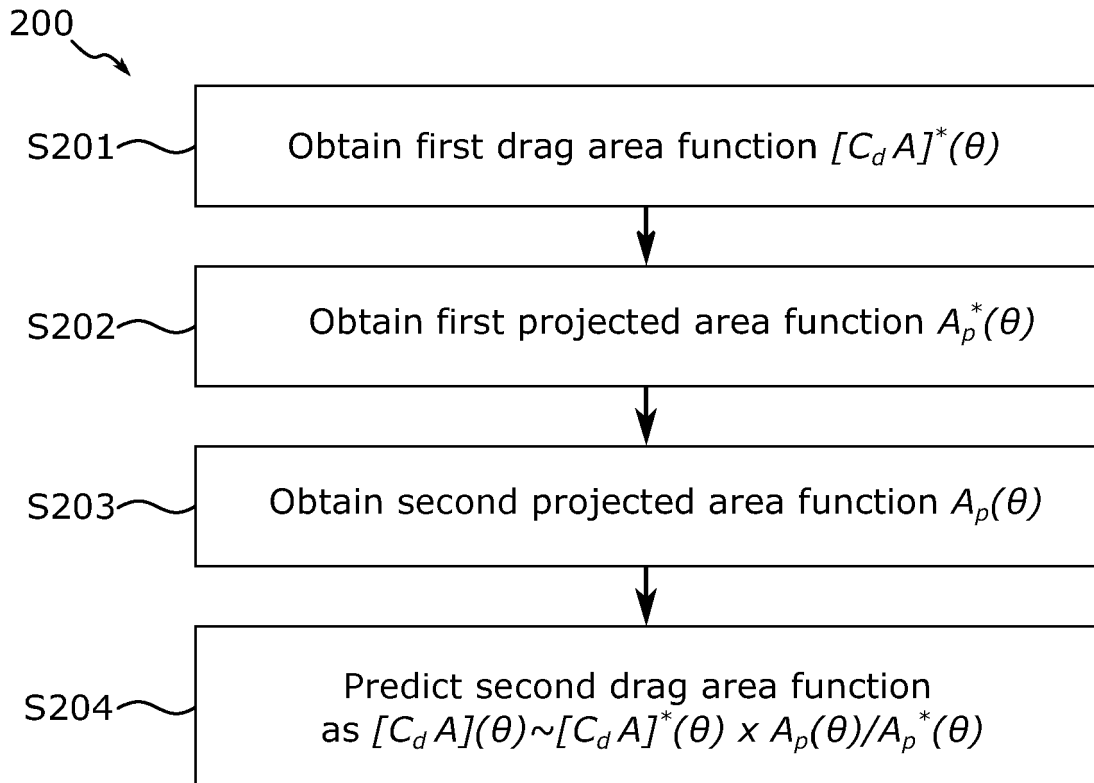 200
S201
Obtain first drag area function [C_d A]^*(θ)
S202
Obtain first projected area function A_p^*(θ)
S203
Obtain second projected area function A_p(θ)
S204
Predict second drag area function
as [C_d A](θ)~[C_d A]^*(θ) x A_p(θ)/A_p^*(θ)